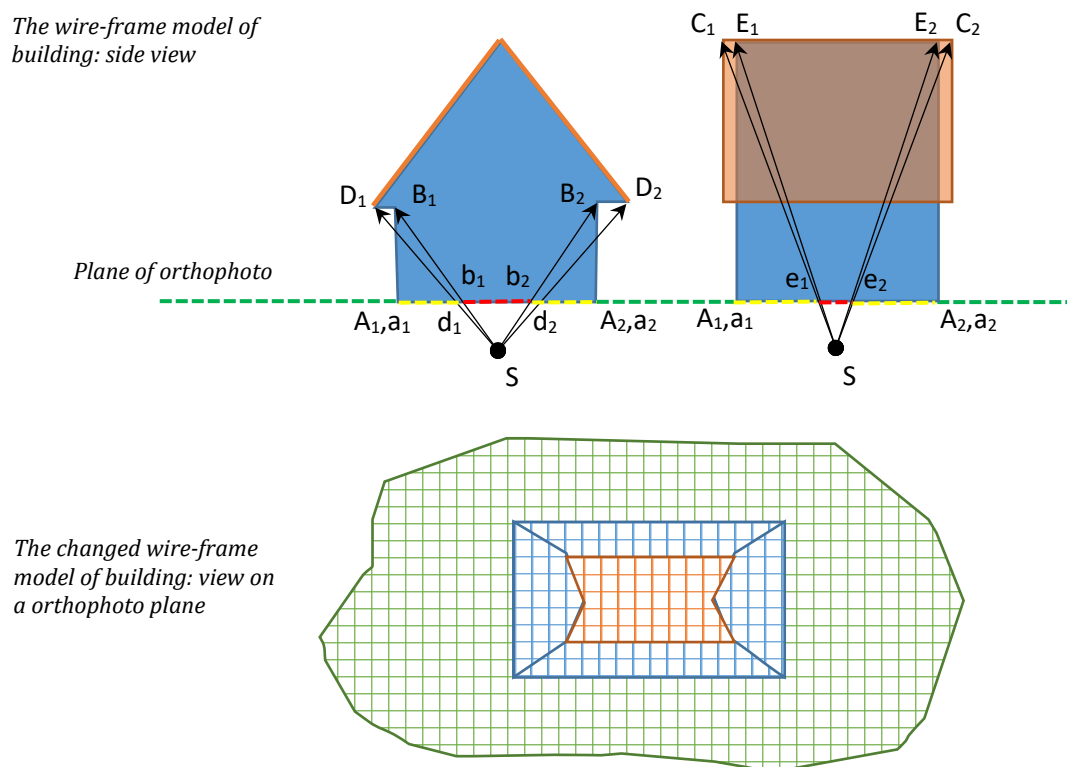 The wire-frame model of
building: side view
C₁ E₁ E₂ C₂
D₁ B₁ B₂ D₂
Plane of orthophoto
b₁ b₂ e₁ e₂
A₁,a₁ d₁ d₂ A₂,a₂ A₁,a₁ A₂,a₂
S S
The changed wire-frame
model of building: view on
a orthophoto plane